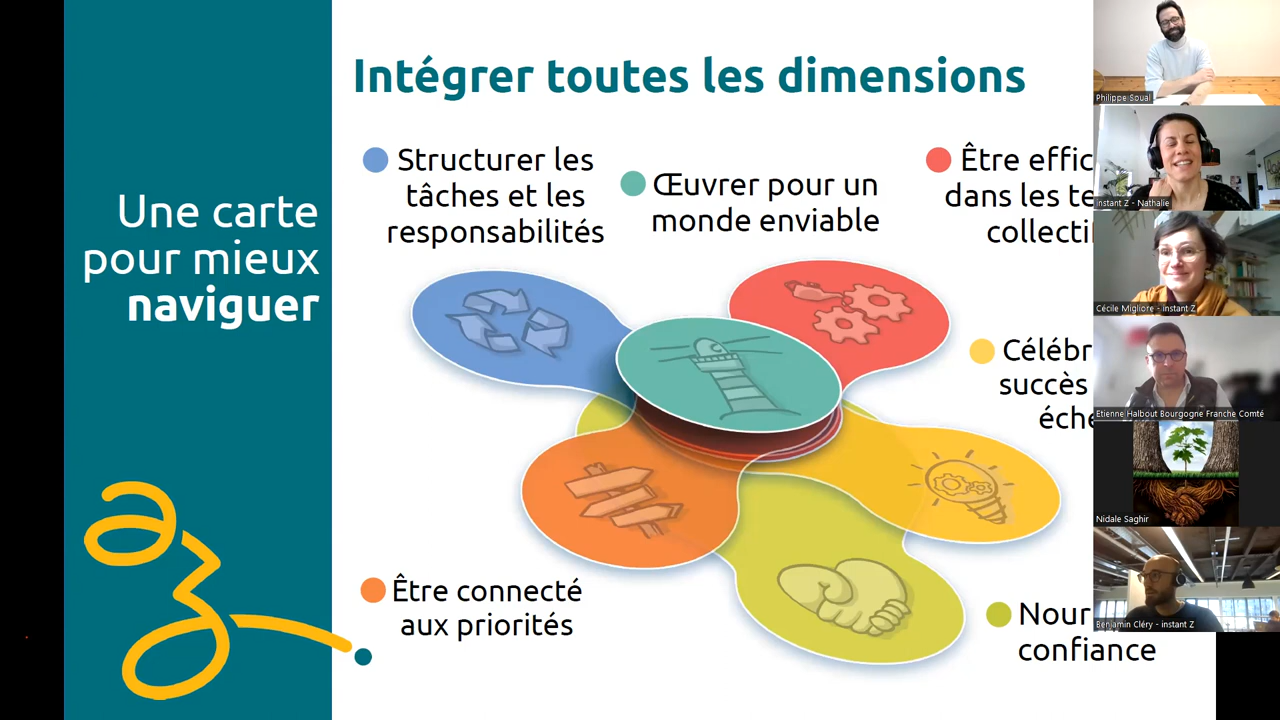 Intégrer toutes les dimensions
Une carte
pour mieux
naviguer
Structurer les
tâches et les
responsabilités
Œuvrer pour un
monde enviable
Être effic
dans les te
collecti
Célébr
succès
éche
Être connecté
aux priorités
Nour
confiance
Philippe Soual
instant Z - Nathalie
Cécile Migliore - instant Z
Etienne Halbout Bourgogne Franche Comté
Nidale Saghir
Benjamin Cléry - instant Z